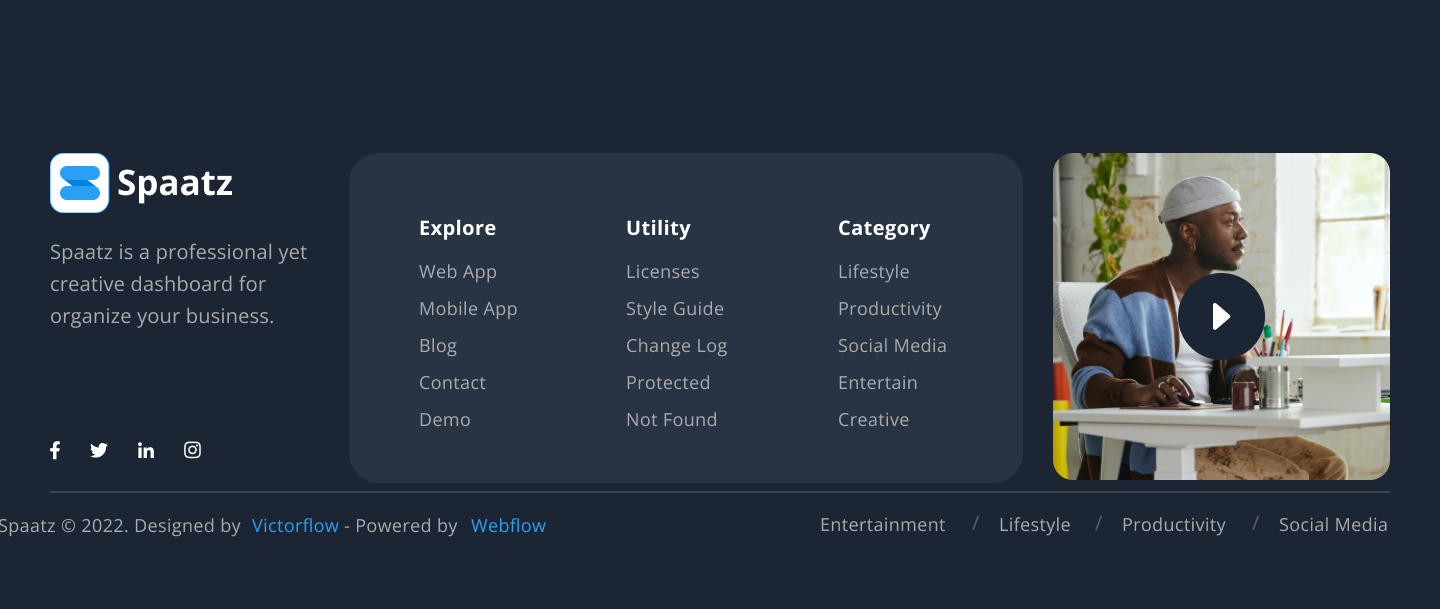 Spaatz
Spaatz is a professional yet
creative dashboard for
organize your business.
Explore
Web App
Mobile App
Blog
Contact
Demo
Utility
Licenses
Style Guide
Change Log
Protected
Not Found
Category
Lifestyle
Productivity
Social Media
Entertain
Creative
Spaatz © 2022. Designed by Victorflow - Powered by Webflow
Entertainment / Lifestyle / Productivity / Social Media